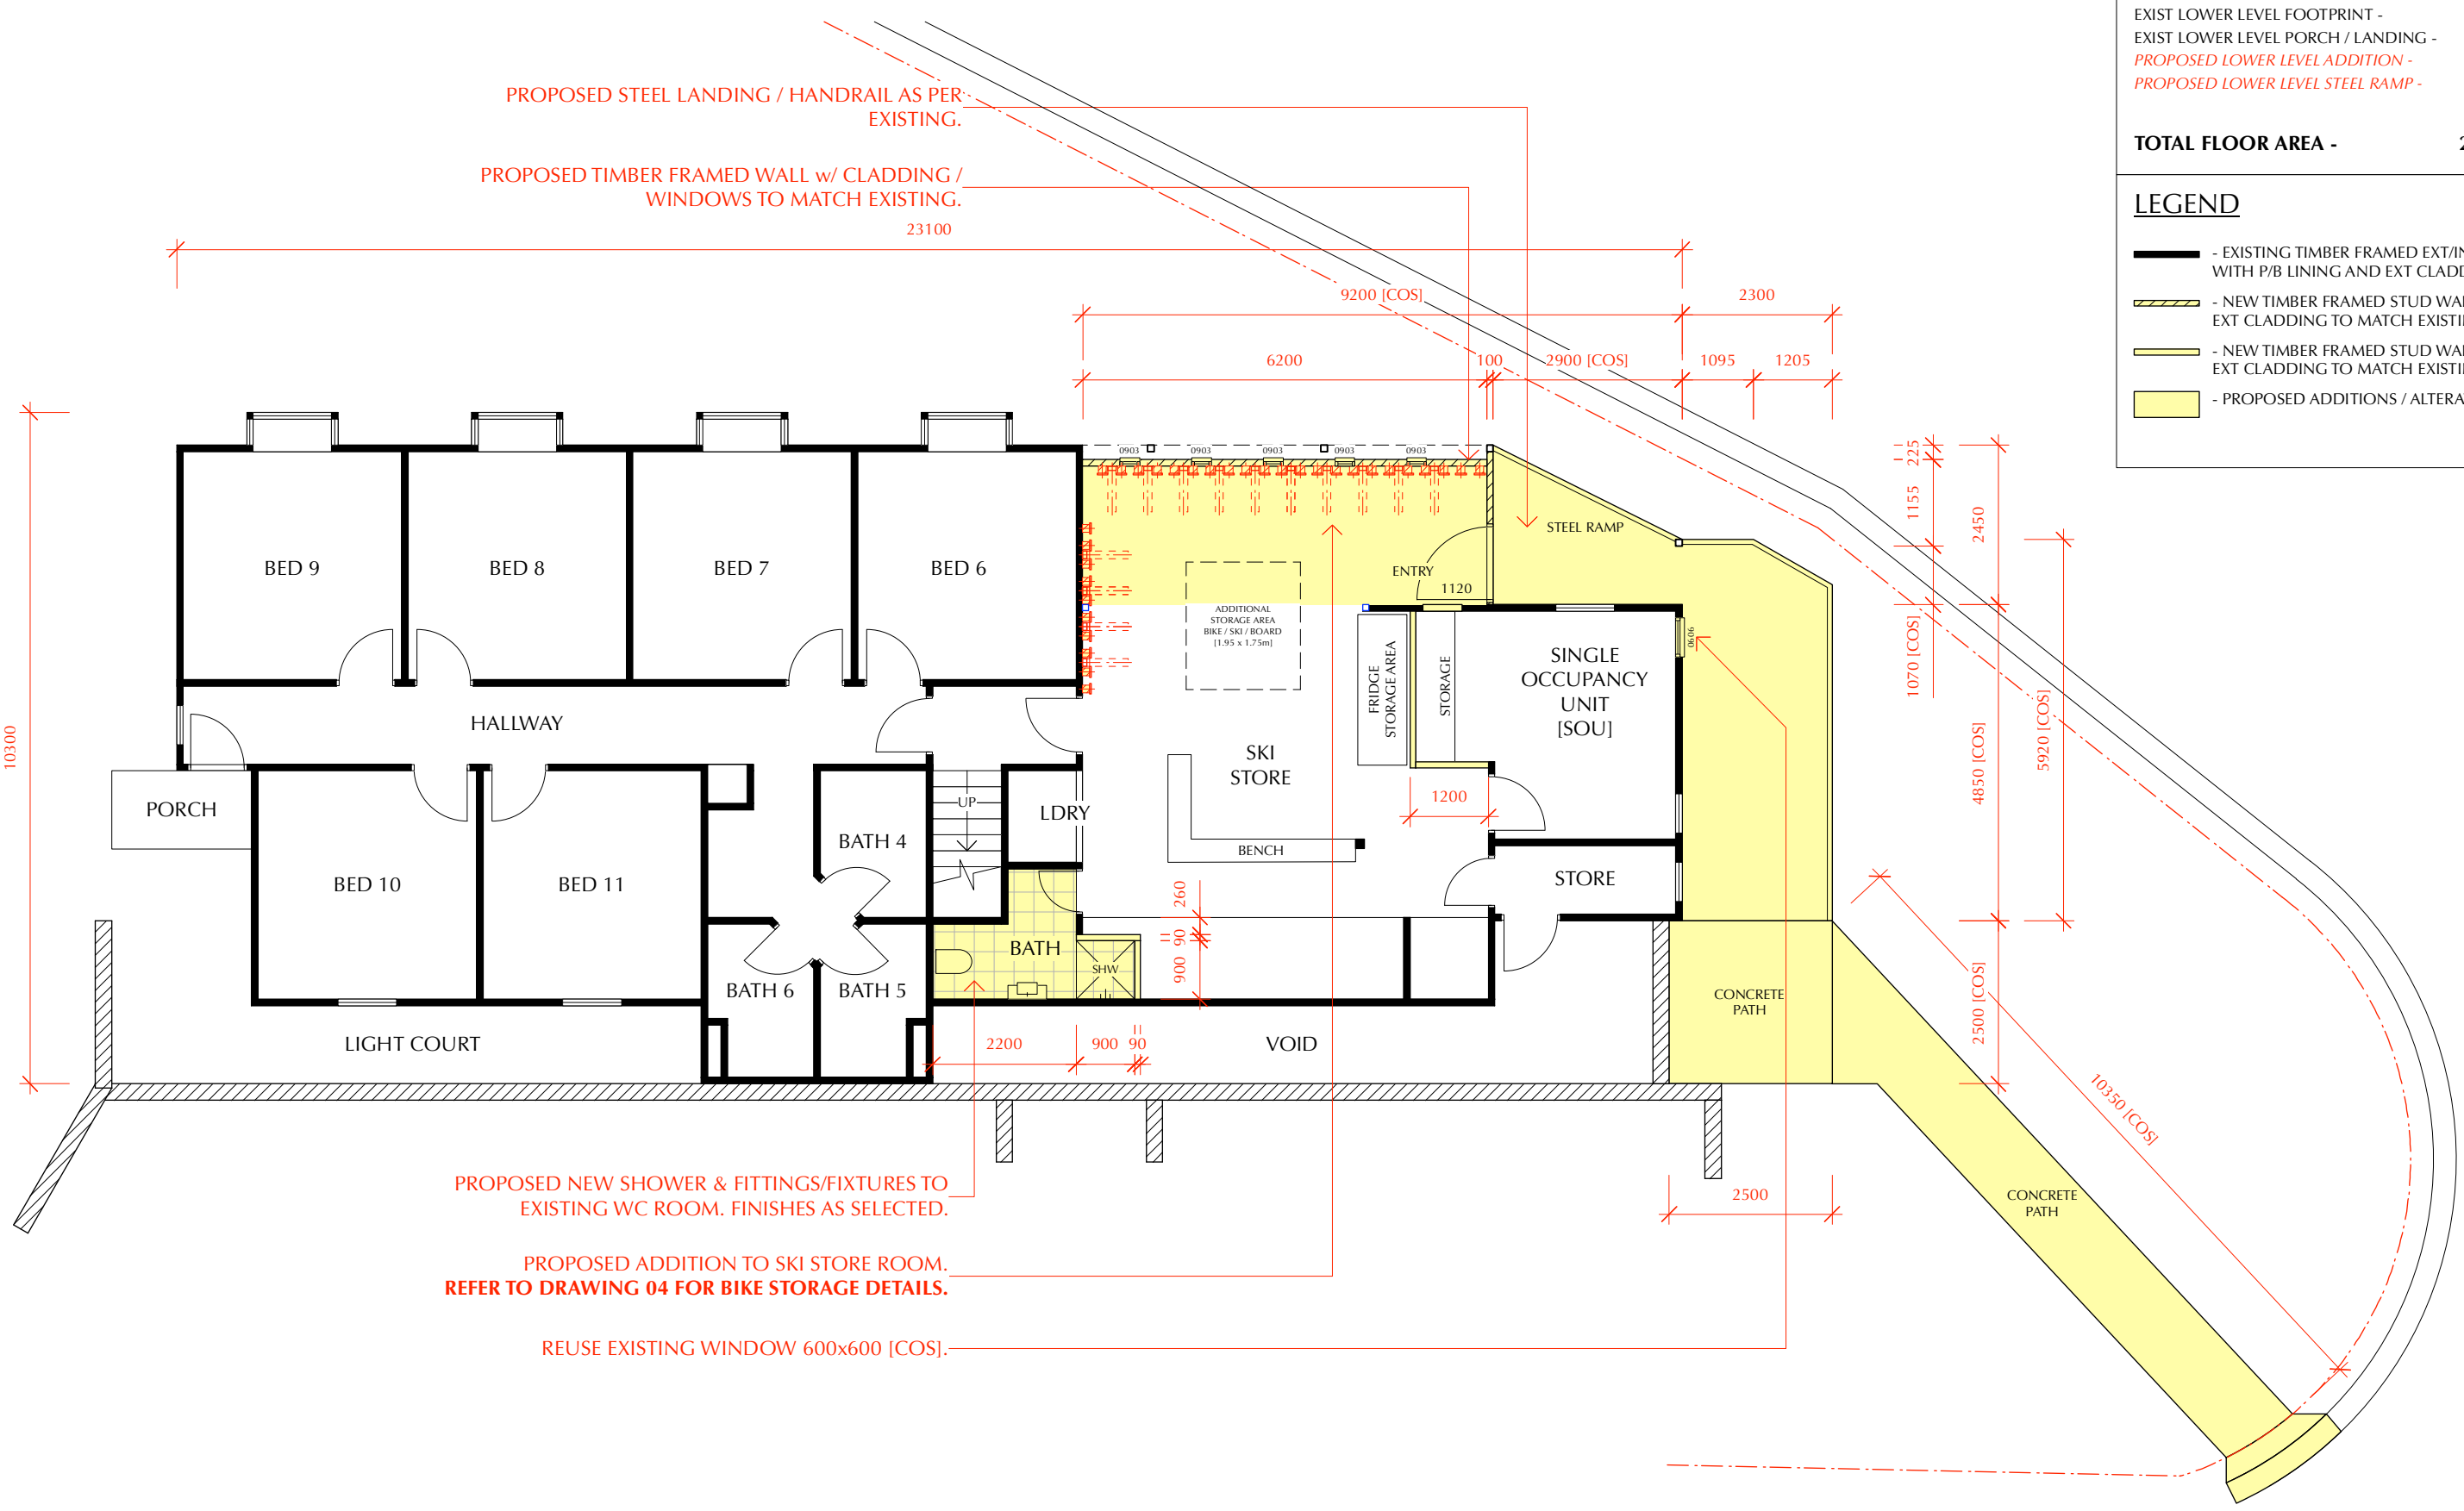 EXIST LOWER LEVEL FOOTPRINT -
EXIST LOWER LEVEL PORCH / LANDING -
PROPOSED LOWER LEVEL ADDITION -
PROPOSED LOWER LEVEL STEEL RAMP -
TOTAL FLOOR AREA -
LEGEND
- EXISTING TIMBER FRAMED
WITH P/B LINING AND EXT
- NEW TIMBER FRAMED STUD
EXT CLADDING TO MATCH
- NEW TIMBER FRAMED STUD
EXT CLADDING TO MATCH
- PROPOSED ADDITIONS /
PROPOSED STEEL LANDING / HANDRAIL AS PER
EXISTING.
PROPOSED TIMBER FRAMED WALL w/ CLADDING /
WINDOWS TO MATCH EXISTING.
23100
9200 [COS]
2300
6200
100
2900 [COS]
1095
1205
0903
0903
0903
0903
0903
225
1155
2450
1070 [COS]
5920 [COS]
4850 [COS]
2500 [COS]
10350 [COS]
10300
BED 9
BED 8
BED 7
BED 6
STEEL RAMP
ENTRY
1120
ADDITIONAL
STORAGE AREA
BIKE / SKI / BOARD
[1.95 x 1.75m]
FRIDGE
STORAGE AREA
STORAGE
SINGLE
OCCUPANCY
UNIT
[SOU]
0606
HALLWAY
SKI
STORE
PORCH
UP
LDRY
1200
BATH 4
BENCH
BED 10
BED 11
STORE
260
90
900
BATH
SHW
BATH 6
BATH 5
CONCRETE
PATH
LIGHT COURT
2200
900
90
VOID
2500
CONCRETE
PATH
PROPOSED NEW SHOWER & FITTINGS/FIXTURES TO
EXISTING WC ROOM. FINISHES AS SELECTED.
PROPOSED ADDITION TO SKI STORE ROOM.
REFER TO DRAWING 04 FOR BIKE STORAGE DETAILS.
REUSE EXISTING WINDOW 600x600 [COS].